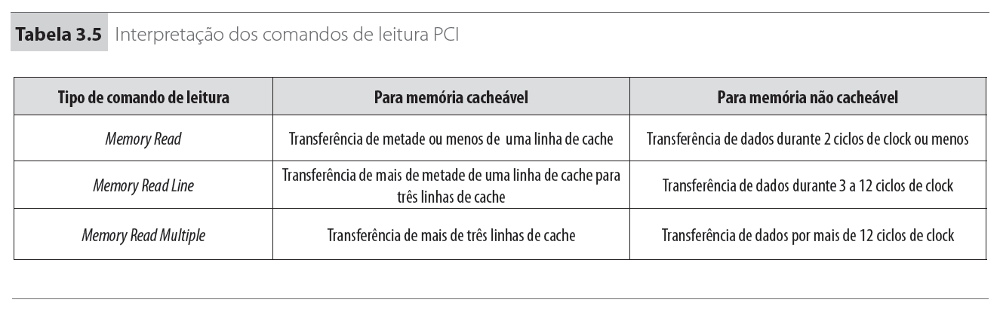 Tabela 3.5 Interpretação dos comandos de leitura PCI
Tipo de comando de leitura Para memória cacheável Para memória não cacheável
Memory Read Transferência de metade ou menos de uma linha de cache Transferência de dados durante 2 ciclos de clock ou menos
Memory Read Line Transferência de mais de metade de uma linha de cache para
três linhas de cache Transferência de dados durante 3 a 12 ciclos de clock
Memory Read Multiple Transferência de mais de três linhas de cache Transferência de dados por mais de 12 ciclos de clock